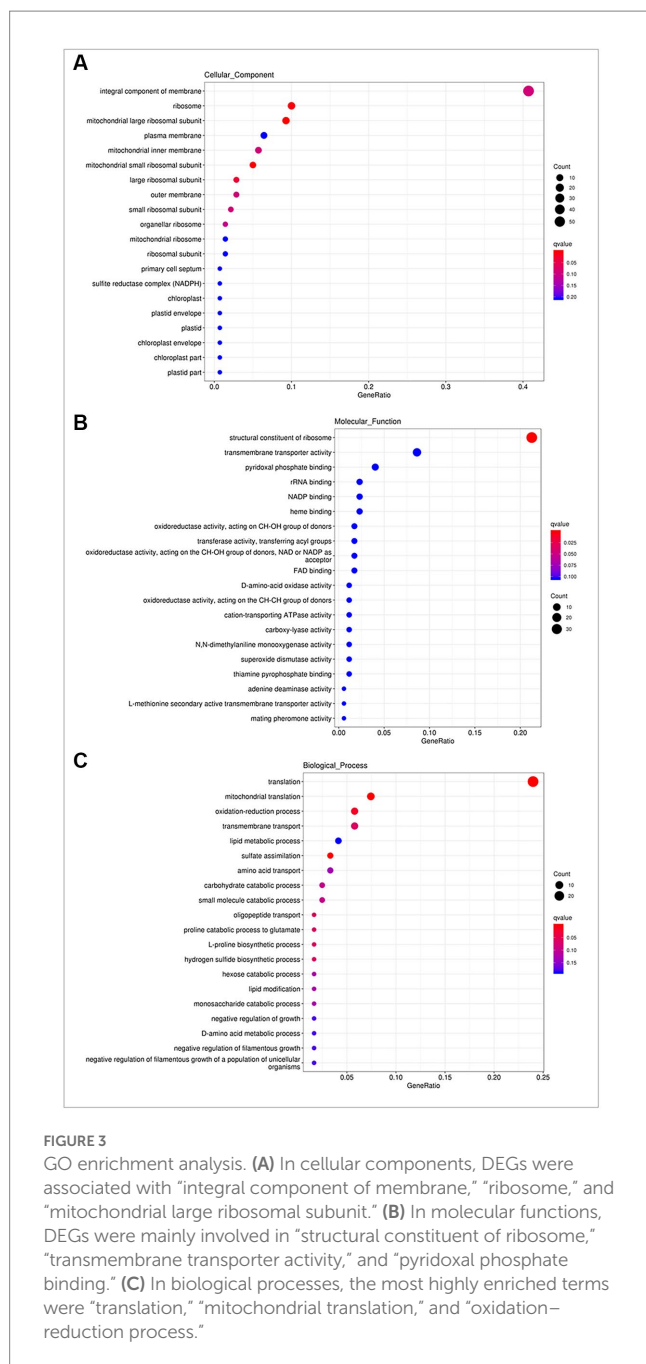 A
Cellular_Component
integral component of membrane
ribosome
mitochondrial large ribosomal subunit
plasma membrane
mitochondrial inner membrane
mitochondrial small ribosomal subunit
large ribosomal subunit
outer membrane
small ribosomal subunit
organellar ribosome
mitochondrial ribosome
ribosomal subunit
primary cell septum
sulfite reductase complex (NADPH)
chloroplast
plastid envelope
plastid
chloroplast envelope
chloroplast part
plastid part
0.0 0.1 0.2 0.3 0.4
GeneRatio
Count
10
20
30
40
50
qvalue
0.05
0.10
0.15
0.20
B
Molecular_Function
structural constituent of ribosome
transmembrane transporter activity
pyridoxal phosphate binding
rRNA binding
NADP binding
heme binding
oxidoreductase activity, acting on CH-OH group of donors
transferase activity, transferring acyl groups
oxidoreductase activity, acting on the CH-OH group of donors, NAD or NADP as
acceptor
FAD binding
D-amino-acid oxidase activity
oxidoreductase activity, acting on the CH-CH group of donors
cation-transporting ATPase activity
carboxy-lyase activity
N,N-dimethylaniline monooxygenase activity
superoxide dismutase activity
thiamine pyrophosphate binding
adenine deaminase activity
L-methionine secondary active transmembrane transporter activity
mating pheromone activity
0.00 0.05 0.10 0.15 0.20
GeneRatio
qvalue
0.025
0.050
0.075
0.100
Count
10
20
30
C
Biological_Process
translation
mitochondrial translation
oxidation-reduction process
transmembrane transport
lipid metabolic process
sulfate assimilation
amino acid transport
carbohydrate catabolic process
small molecule catabolic process
oligopeptide transport
proline catabolic process to glutamate
L-proline biosynthetic process
hydrogen sulfide biosynthetic process
hexose catabolic process
lipid modification
monosaccharide catabolic process
negative regulation of growth
D-amino acid metabolic process
negative regulation of filamentous growth
negative regulation of filamentous growth of a population of unicellular
organisms
0.05 0.10 0.15 0.20 0.25
GeneRatio
Count
10
20
qvalue
0.05
0.10
0.15
FIGURE 3
GO enrichment analysis. (A) In cellular components, DEGs were
associated with “integral component of membrane,” “ribosome,” and
“mitochondrial large ribosomal subunit.” (B) In molecular functions,
DEGs were mainly involved in “structural constituent of ribosome,”
“transmembrane transporter activity,” and “pyridoxal phosphate
binding.” (C) In biological processes, the most highly enriched terms
were “translation,” “mitochondrial translation,” and “oxidation–
reduction process.”